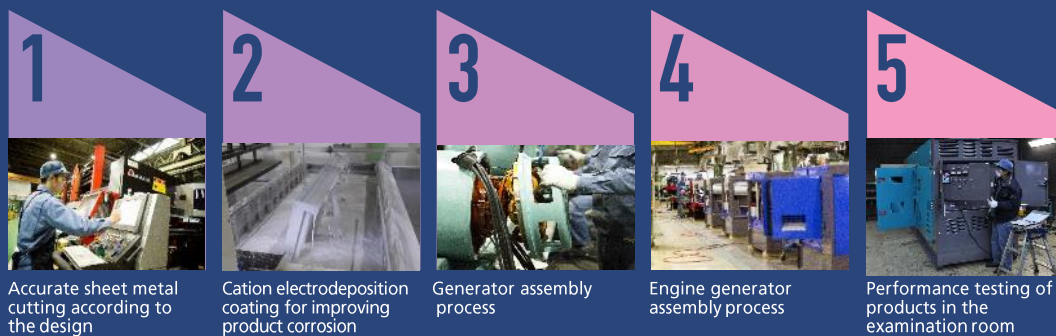 1
Accurate sheet metal
cutting according to
the design
2
Cation electrodeposition
coating for improving
product corrosion
3
Generator assembly
process
4
Engine generator
assembly process
5
Performance testing of
products in the
examination room